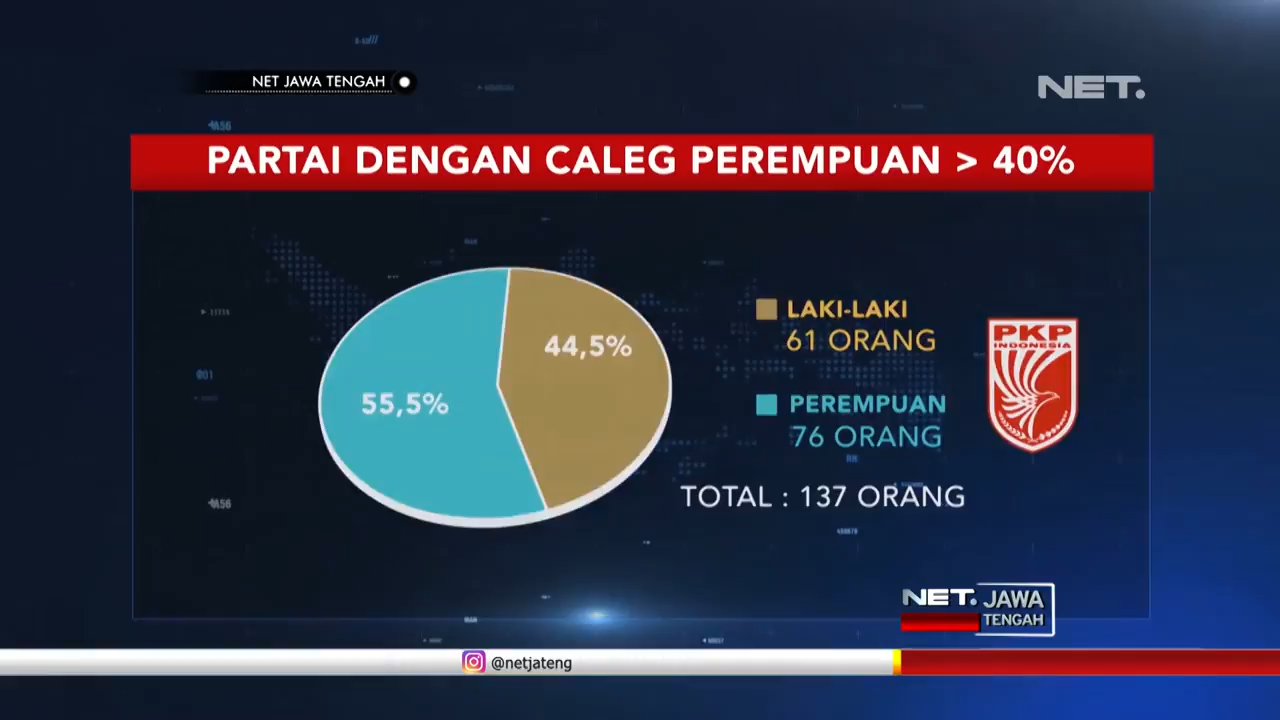 NET JAWA TENGAH
NET.
PARTAI DENGAN CALEG PEREMPUAN > 40%
44,5%
55,5%
LAKI-LAKI
61 ORANG
PEREMPUAN
76 ORANG
TOTAL : 137 ORANG
PKP
INDONESIA
NET. JAWA
TENGAH
@netjateng